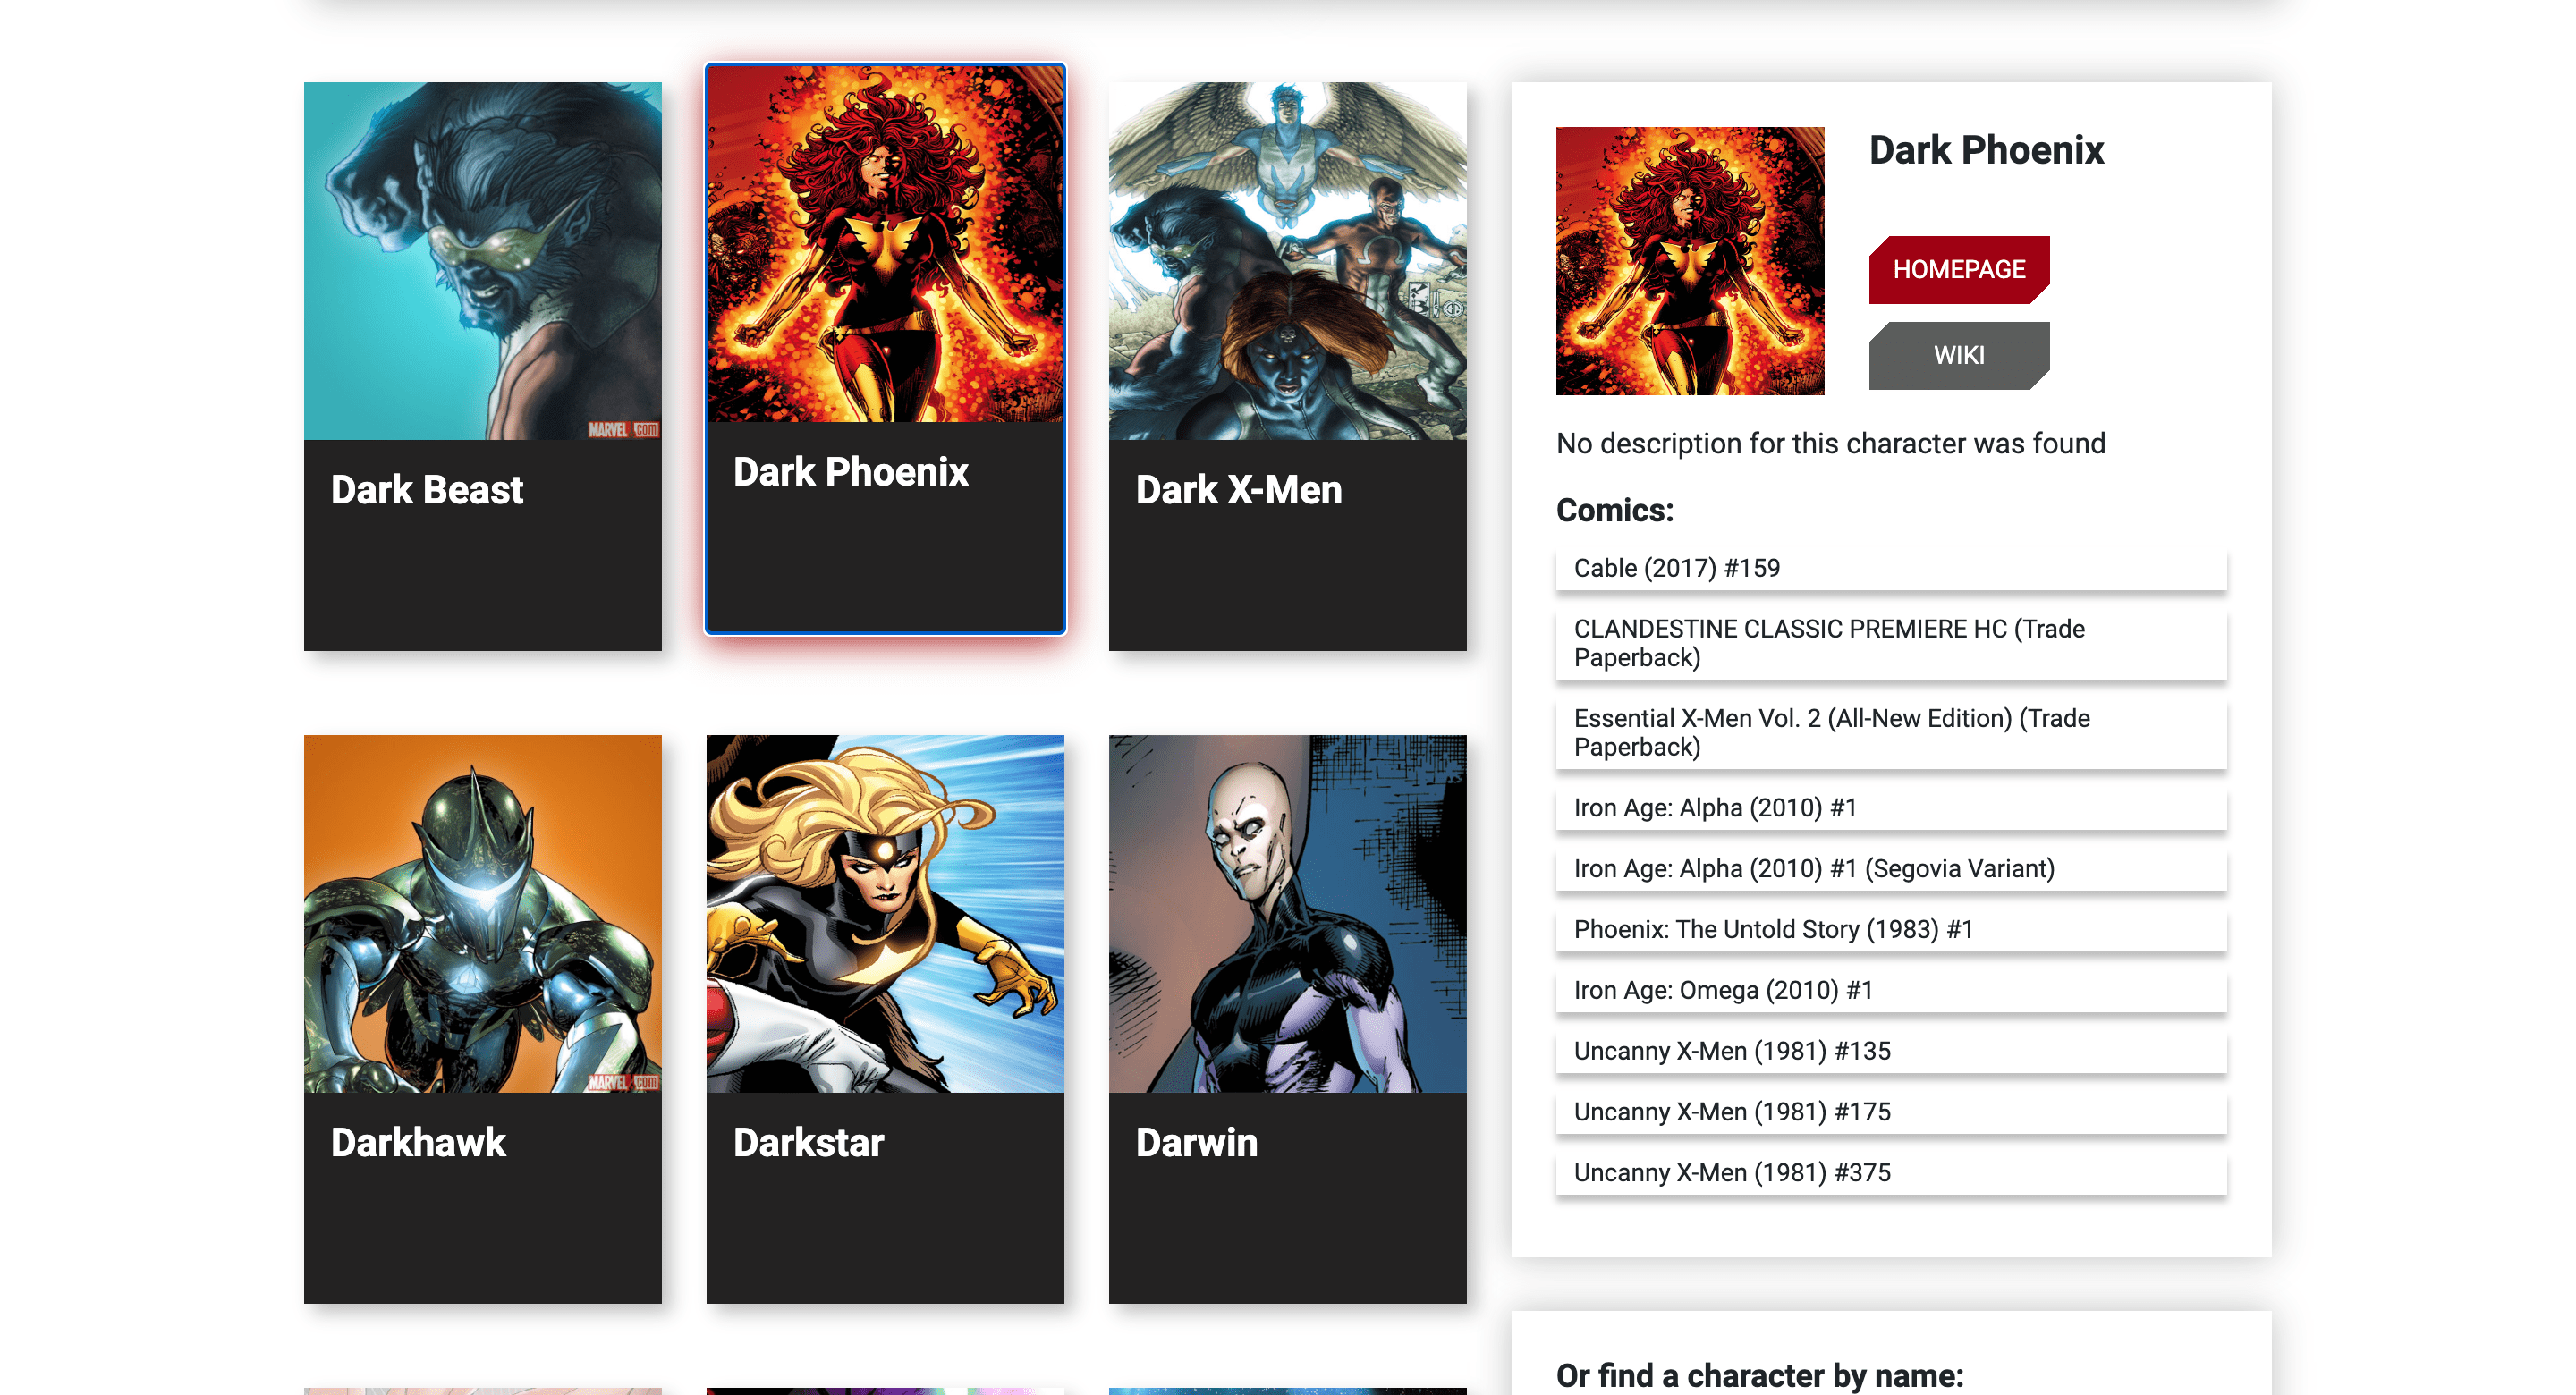 MARVEL.COM
Dark Beast
Dark Phoenix
Dark X-Men
MARVEL.COM
Darkhawk
Darkstar
Darwin
Dark Phoenix
HOMEPAGE
WIKI
No description for this character was found
Comics:
Cable (2017) #159
CLANDESTINE CLASSIC PREMIERE HC (Trade
Paperback)
Essential X-Men Vol. 2 (All-New Edition) (Trade
Paperback)
Iron Age: Alpha (2010) #1
Iron Age: Alpha (2010) #1 (Segovia Variant)
Phoenix: The Untold Story (1983) #1
Iron Age: Omega (2010) #1
Uncanny X-Men (1981) #135
Uncanny X-Men (1981) #175
Uncanny X-Men (1981) #375
Or find a character by name: